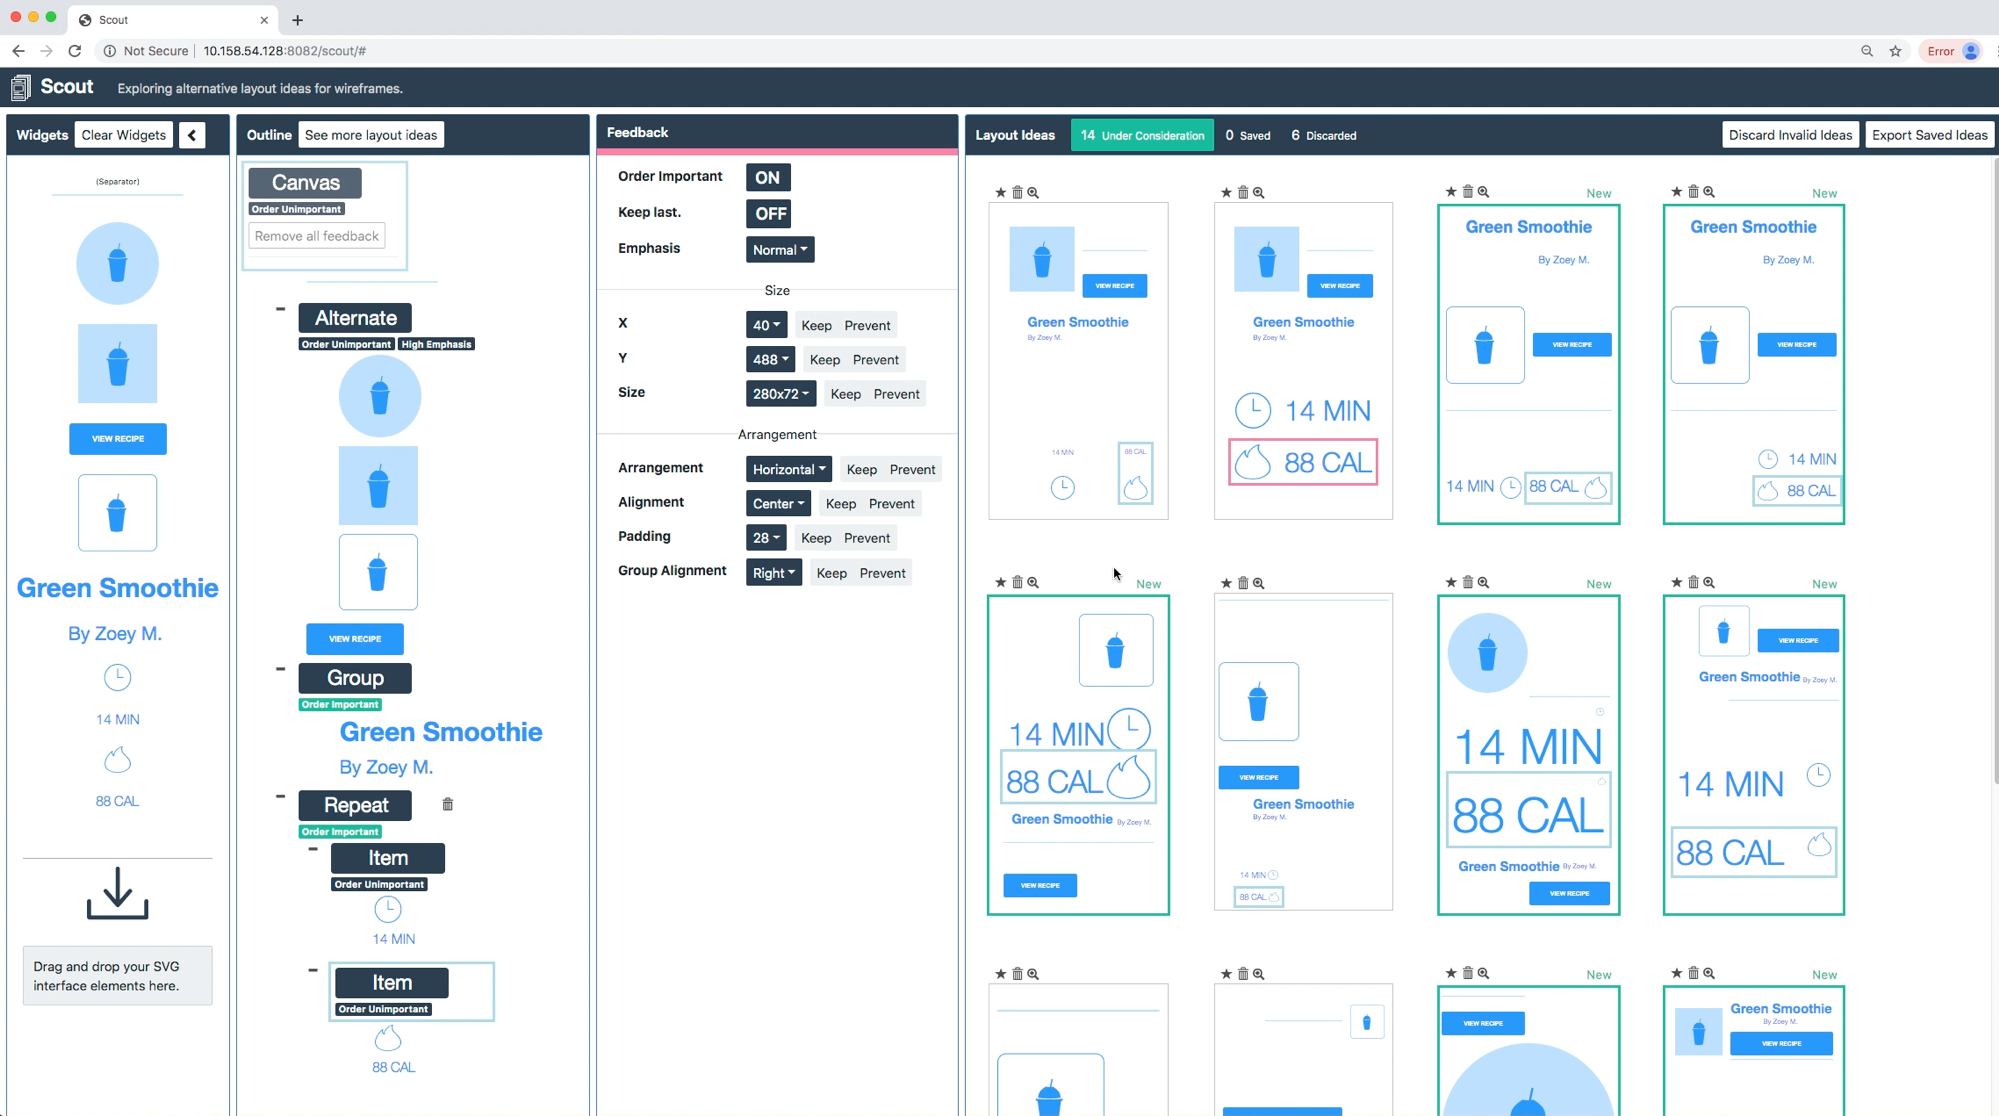 Scout
Not Secure
10.158.54.128:8082/scout/#
Error
Scout
Exploring alternative layout ideas for wireframes.
Widgets
Clear Widgets
Outline
See more layout ideas
Feedback
Layout Ideas
14 Under Consideration
0 Saved
6 Discarded
Discard Invalid Ideas
Export Saved Ideas
(Separator)
VIEW RECIPE
Green Smoothie
By Zoey M.
14 MIN
88 CAL
Drag and drop your SVG
interface elements here.
Canvas
Order Unimportant
Remove all feedback
Alternate
Order Unimportant
High Emphasis
VIEW RECIPE
Group
Order Important
Green Smoothie
By Zoey M.
Repeat
Order Important
Item
Order Unimportant
14 MIN
Item
Order Unimportant
88 CAL
Order Important
ON
Keep last.
OFF
Emphasis
Normal
Size
X
40
Keep
Prevent
Y
488
Keep
Prevent
Size
280x72
Keep
Prevent
Arrangement
Arrangement
Horizontal
Keep
Prevent
Alignment
Center
Keep
Prevent
Padding
28
Keep
Prevent
Group Alignment
Right
Keep
Prevent
VIEW RECIPE
Green Smoothie
By Zoey M.
14 MIN
88 CAL
VIEW RECIPE
Green Smoothie
By Zoey M.
14 MIN
88 CAL
New
Green Smoothie
By Zoey M.
VIEW RECIPE
14 MIN
88 CAL
New
Green Smoothie
By Zoey M.
VIEW RECIPE
14 MIN
88 CAL
New
14 MIN
88 CAL
Green Smoothie
By Zoey M.
VIEW RECIPE
VIEW RECIPE
Green Smoothie
By Zoey M.
14 MIN
88 CAL
New
14 MIN
88 CAL
Green Smoothie
By Zoey M.
VIEW RECIPE
New
VIEW RECIPE
Green Smoothie
By Zoey M.
14 MIN
88 CAL
New
VIEW RECIPE
New
Green Smoothie
By Zoey M.
VIEW RECIPE